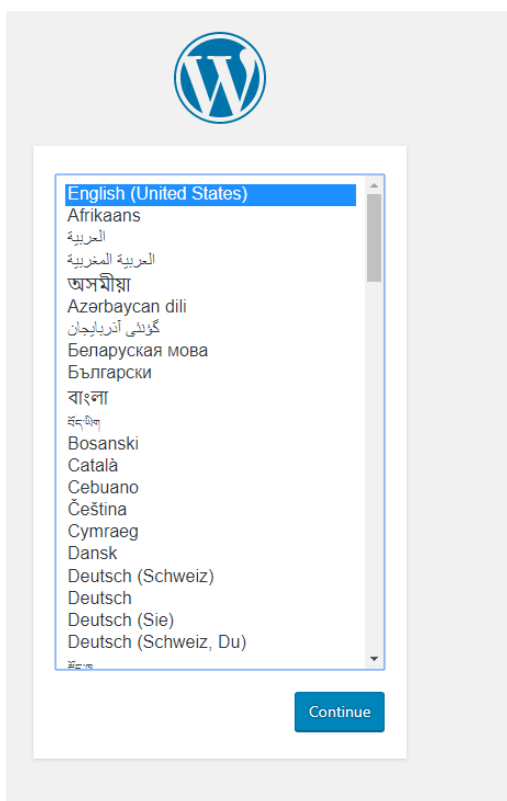 English (United States)
Afrikaans
العربية
العربية المغربية
অসমীয়া
Azərbaycan dili
گؤنئی آذربایجان
Беларуская мова
Български
বাংলা
བོད་ཡིག
Bosanski
Català
Cebuano
Čeština
Cymraeg
Dansk
Deutsch (Schweiz)
Deutsch
Deutsch (Sie)
Deutsch (Schweiz, Du)
Continue